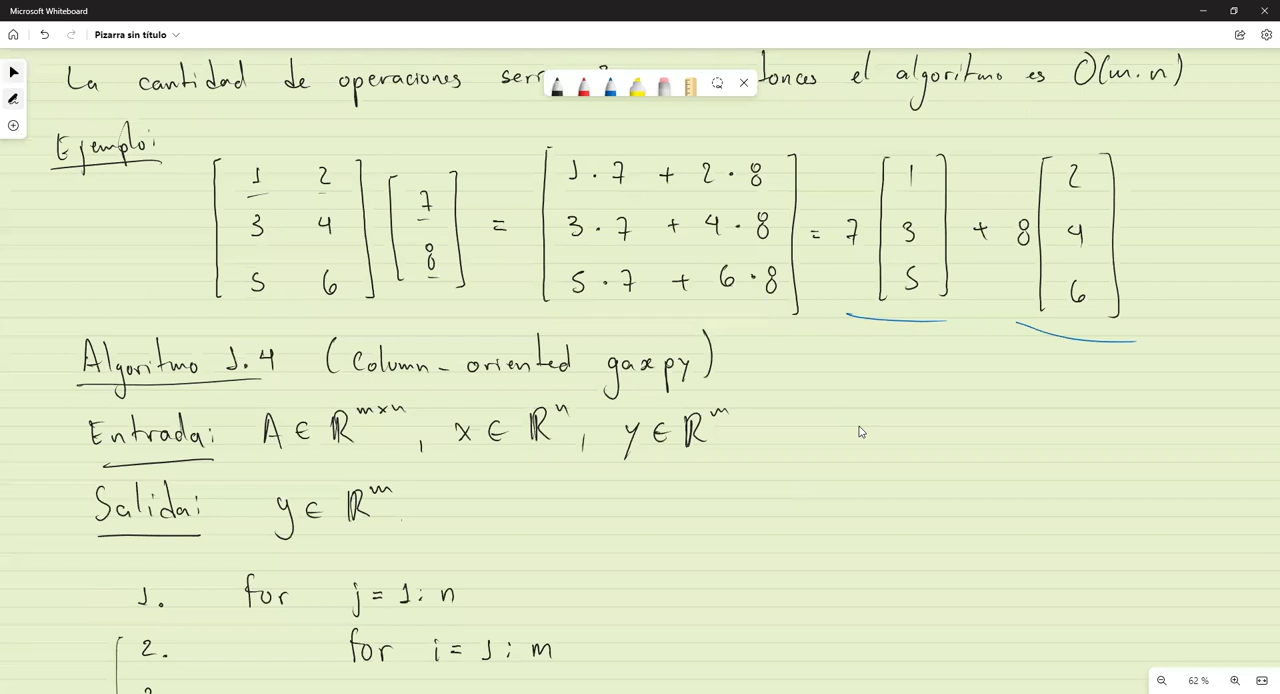 Microsoft Whiteboard
Pizarra sin título
La cantidad de operaciones ser tonces el algoritmo es O(m·n)
Ejemplo:
[1 2; 3 4; 5 6] [7; 8] = [1·7 + 2·8; 3·7 + 4·8; 5·7 + 6·8] = 7 [1; 3; 5] + 8 [2; 4; 6]
Algoritmo 1.4 (Column-oriented gaxpy)
Entrada: A ∈ ℝ^(m×n), x ∈ ℝ^n, y ∈ ℝ^m
Salida: y ∈ ℝ^m
1. for j = 1:n
2. for i = 1:m
62 %